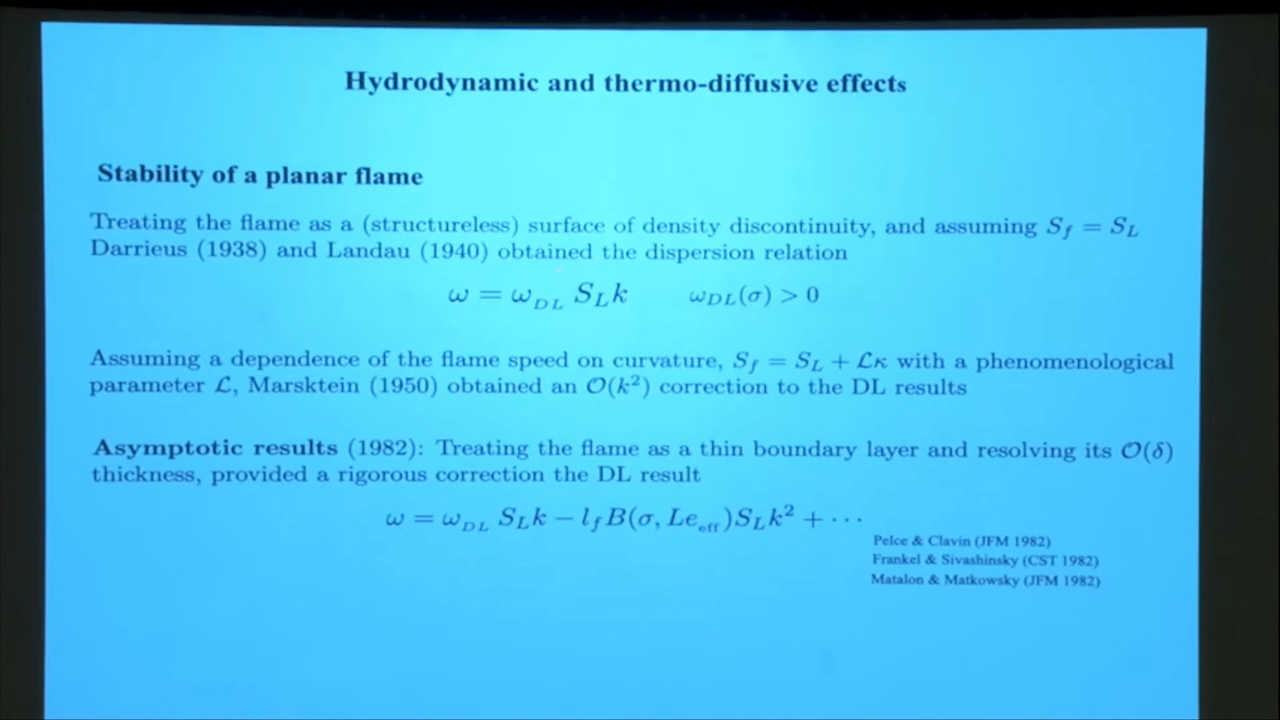 Hydrodynamic and thermo-diffusive effects
Stability of a planar flame
Treating the flame as a (structureless) surface of density discontinuity, and assuming S_f = S_L
Darrieus (1938) and Landau (1940) obtained the dispersion relation
ω = ω_DL S_L k ω_DL(σ) > 0
Assuming a dependence of the flame speed on curvature, S_f = S_L + ℒκ with a phenomenological
parameter ℒ, Marsktein (1950) obtained an 𝒪(k²) correction to the DL results
Asymptotic results (1982): Treating the flame as a thin boundary layer and resolving its 𝒪(δ)
thickness, provided a rigorous correction the DL result
ω = ω_DL S_L k − l_f B(σ, Le_eff) S_L k² + ⋯
Pelce & Clavin (JFM 1982)
Frankel & Sivashinsky (CST 1982)
Matalon & Matkowsky (JFM 1982)